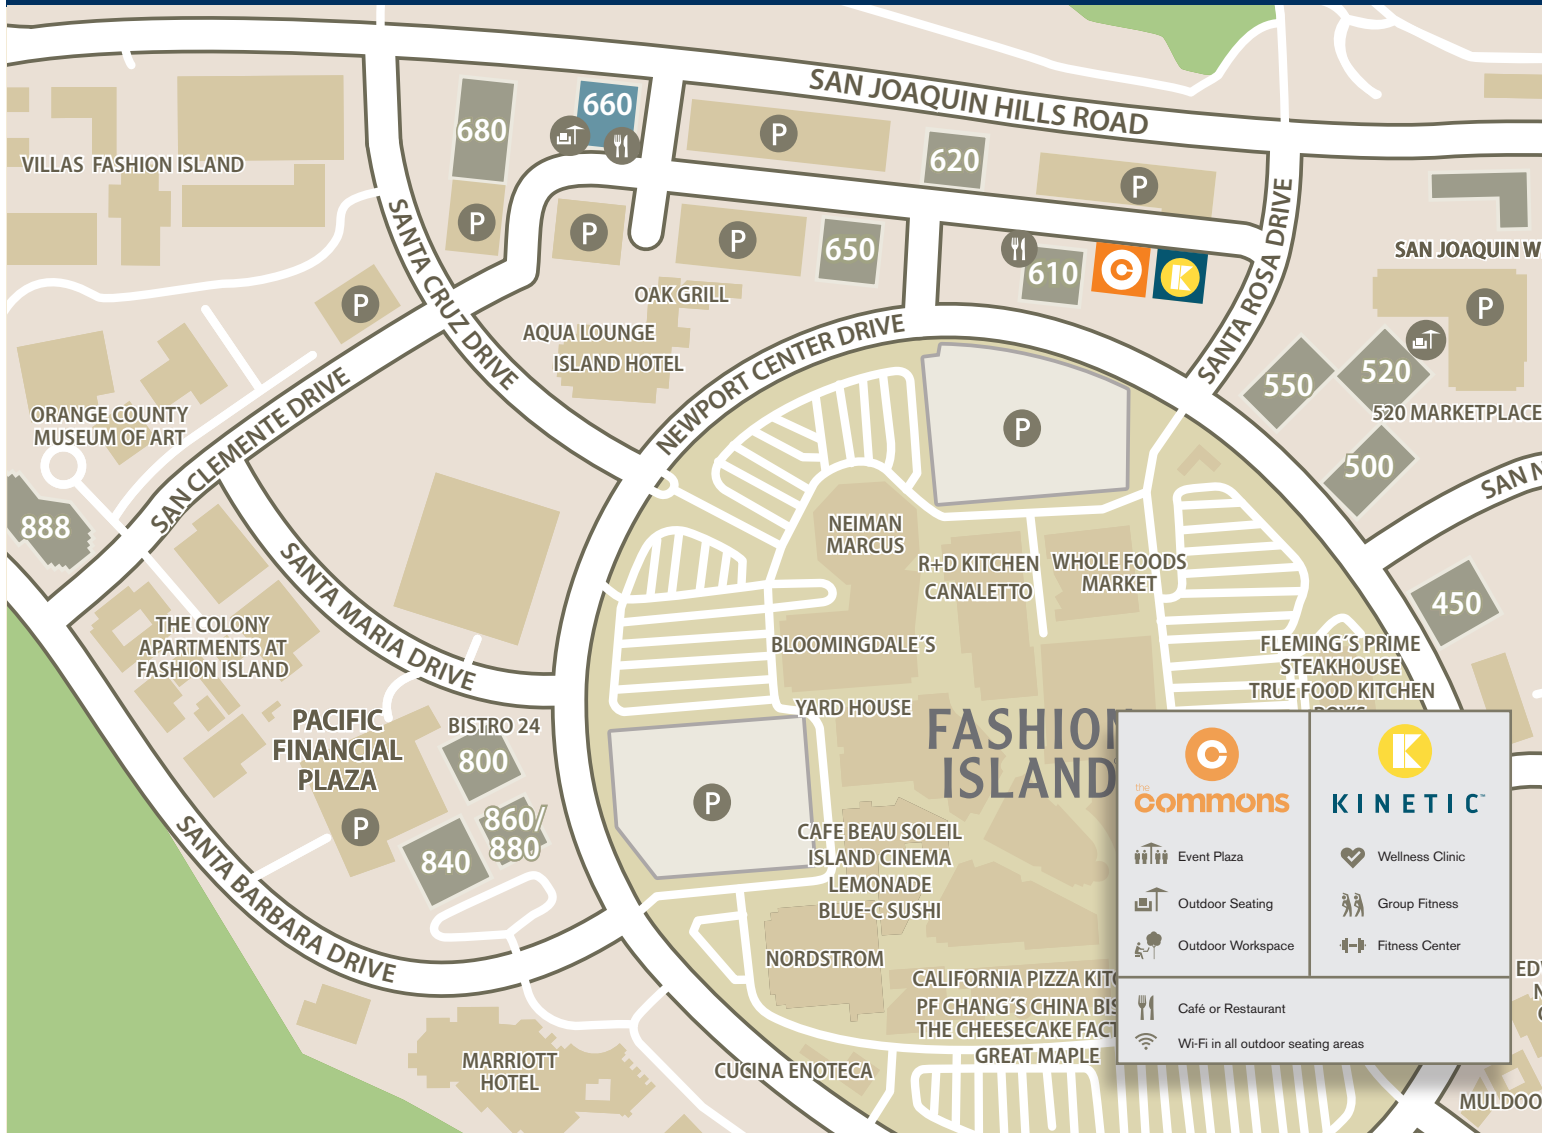 SAN JOAQUIN HILLS ROAD
680
660
P
620
P
VILLAS FASHION ISLAND
SANTA CRUZ DRIVE
P
P
P
650
610
C
K
SANTA ROSA DRIVE
SAN JOAQUIN W
P
P
OAK GRILL
AQUA LOUNGE
ISLAND HOTEL
NEWPORT CENTER DRIVE
550
520
520 MARKETPLACE
500
SAN
ORANGE COUNTY
MUSEUM OF ART
SAN CLEMENTE DRIVE
P
888
NEIMAN
MARCUS
R+D KITCHEN
CANALETTO
WHOLE FOODS
MARKET
450
SANTA MARIA DRIVE
THE COLONY
APARTMENTS AT
FASHION ISLAND
BLOOMINGDALE´S
FLEMING´S PRIME
STEAKHOUSE
TRUE FOOD KITCHEN
YARD HOUSE
PACIFIC
FINANCIAL
PLAZA
BISTRO 24
800
FASHION
ISLAND
P
P
860/
880
840
CAFE BEAU SOLEIL
ISLAND CINEMA
LEMONADE
BLUE-C SUSHI
SANTA BARBARA DRIVE
NORDSTROM
CALIFORNIA PIZZA KITC
PF CHANG´S CHINA BIS
THE CHEESECAKE FACT
GREAT MAPLE
MARRIOTT
HOTEL
CUCINA ENOTECA
ED
MULDOO
C
the
commons
Event Plaza
Outdoor Seating
Outdoor Workspace
K
KINETIC™
Wellness Clinic
Group Fitness
Fitness Center
Café or Restaurant
Wi-Fi in all outdoor seating areas